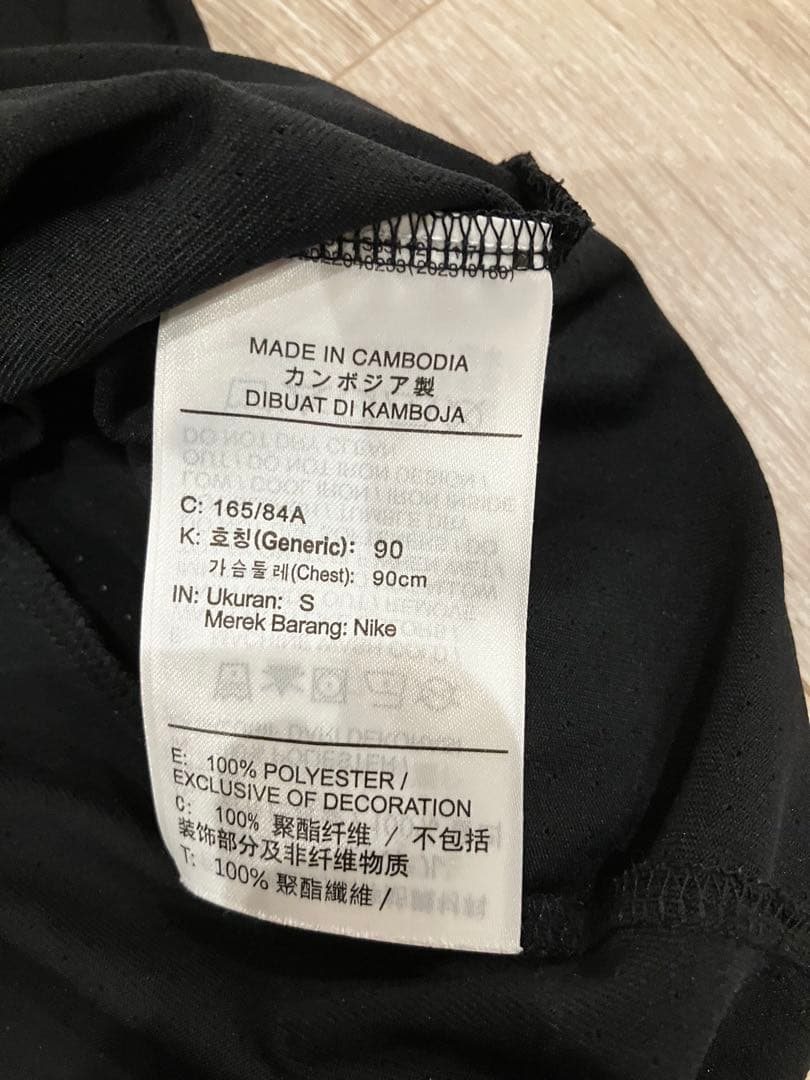 MADE IN CAMBODIA
カンボジア製
DIBUAT DI KAMBOJA
C: 165/84A
K: 호칭(Generic): 90
가슴둘레(Chest): 90cm
IN: Ukuran: S
Merek Barang: Nike
E: 100% POLYESTER /
EXCLUSIVE OF DECORATION
C: 100% 聚酯纤维 / 不包括
装饰部分及非纤维物质
T: 100% 聚酯纖維 /